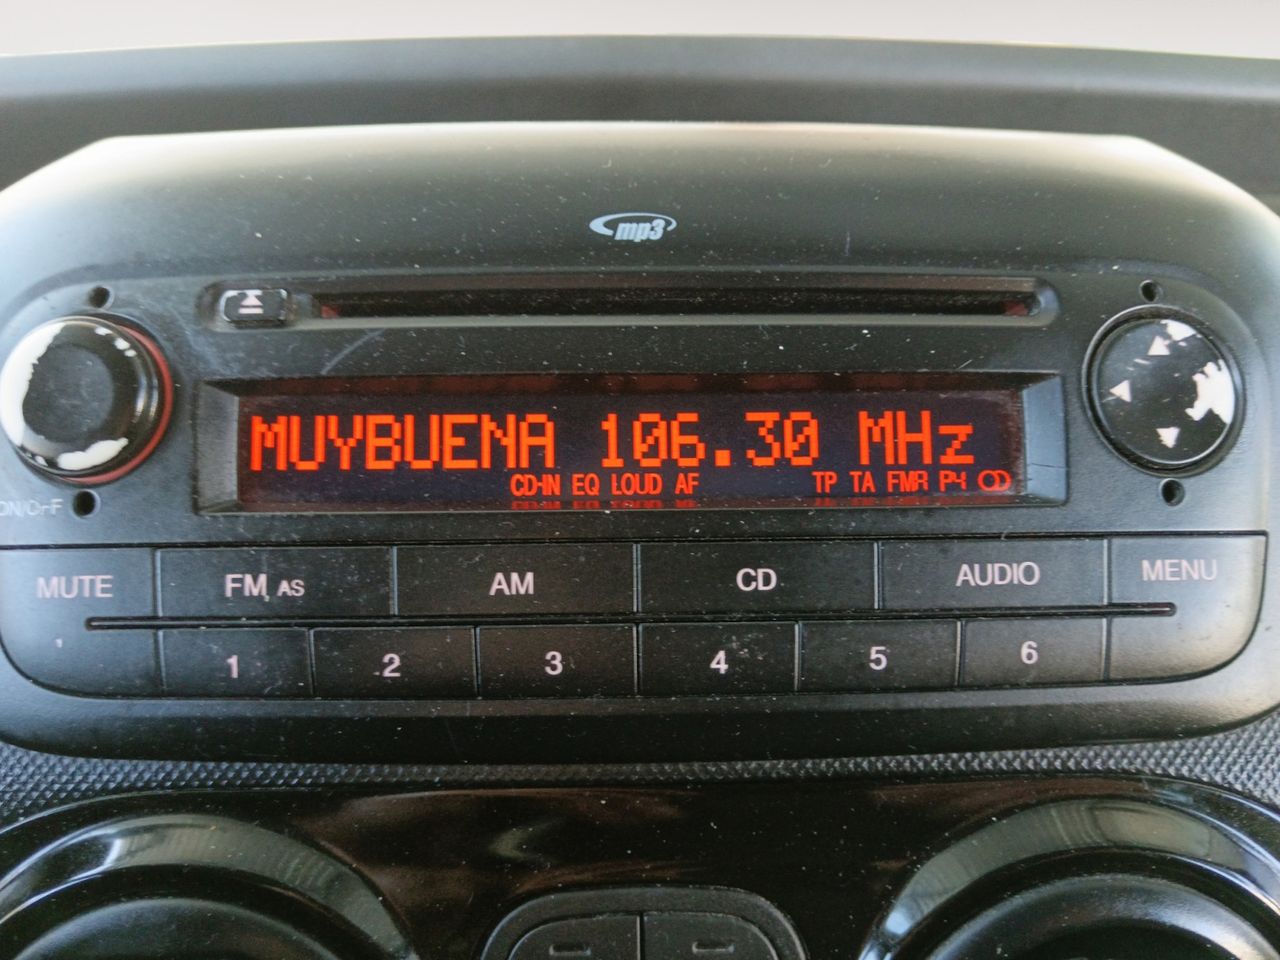 mp3
MUYBUENA 106.30 MHz
CD-IN EQ LOUD AF TP TA FMR P4
ON/OFF
MUTE FM AS AM CD AUDIO MENU
1 2 3 4 5 6